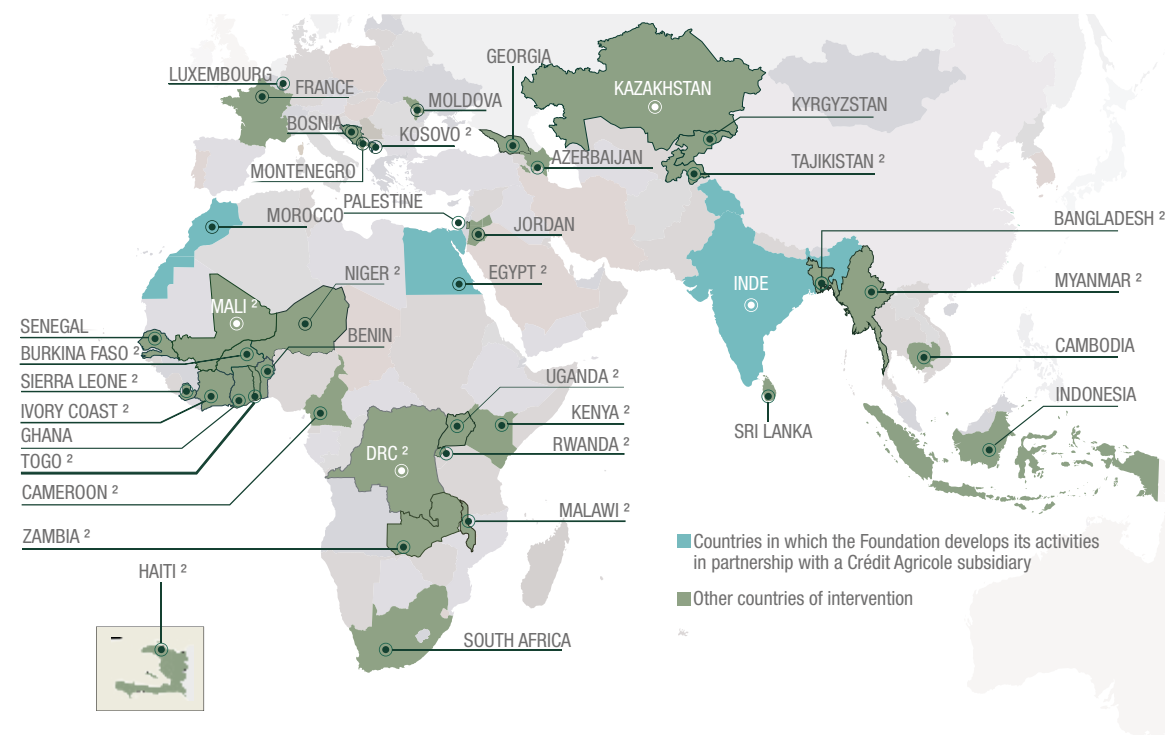 GEORGIA
LUXEMBOURG
FRANCE
KAZAKHSTAN
MOLDOVA
KYRGYZSTAN
BOSNIA
KOSOVO ²
AZERBAIJAN
TAJIKISTAN ²
MONTENEGRO
PALESTINE
MOROCCO
JORDAN
BANGLADESH ²
NIGER ²
EGYPT ²
INDE
MYANMAR ²
MALI ²
SENEGAL
BENIN
BURKINA FASO ²
CAMBODIA
SIERRA LEONE ²
UGANDA ²
INDONESIA
IVORY COAST ²
KENYA ²
GHANA
SRI LANKA
RWANDA ²
TOGO ²
DRC ²
CAMEROON ²
MALAWI ²
ZAMBIA ²
Countries in which the Foundation develops its activities
in partnership with a Crédit Agricole subsidiary
HAITI ²
Other countries of intervention
SOUTH AFRICA